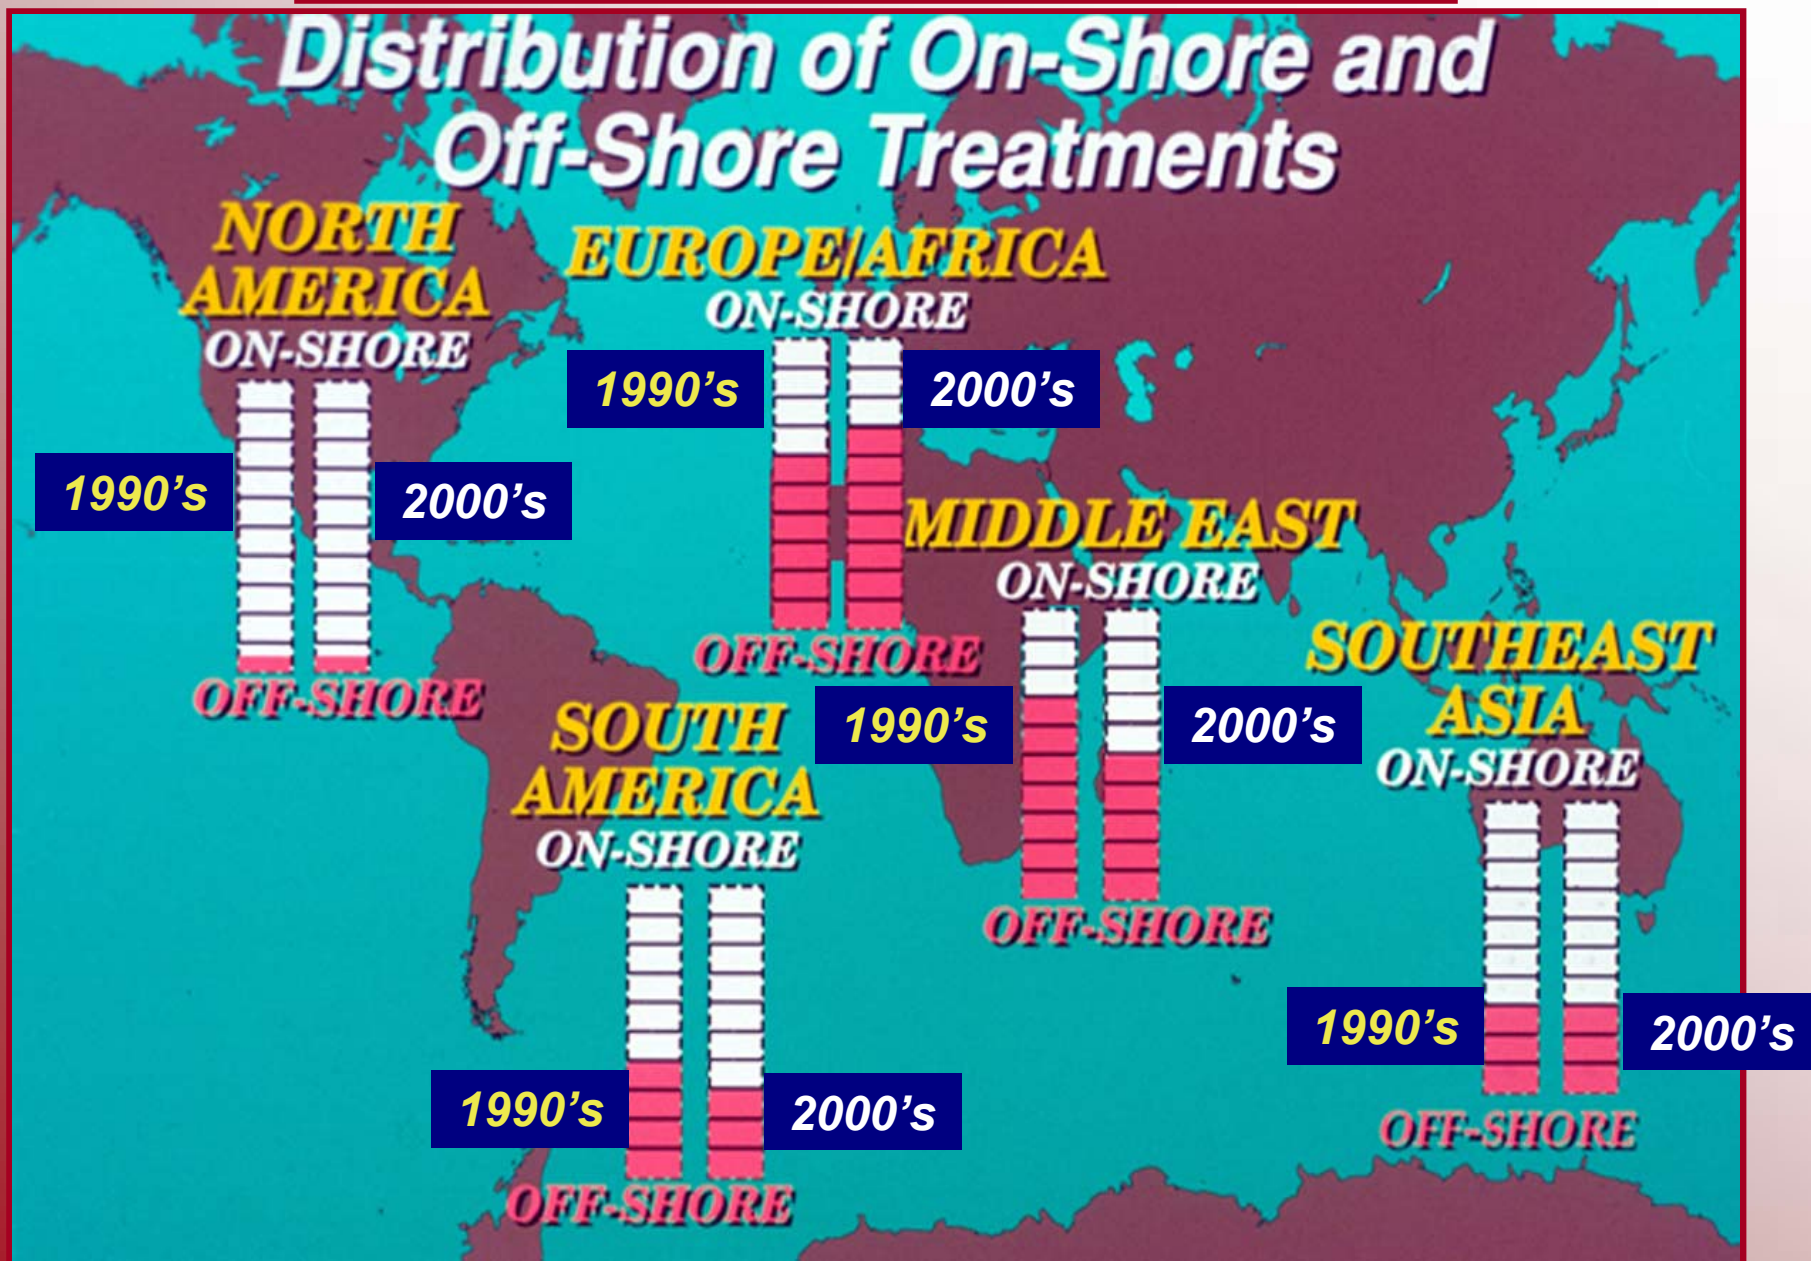 Distribution of On-Shore and
Off-Shore Treatments
NORTH
AMERICA
ON-SHORE
1990's
2000's
OFF-SHORE
EUROPE/AFRICA
ON-SHORE
1990's
2000's
OFF-SHORE
MIDDLE EAST
ON-SHORE
1990's
2000's
OFF-SHORE
SOUTHEAST
ASIA
ON-SHORE
1990's
2000's
OFF-SHORE
SOUTH
AMERICA
ON-SHORE
1990's
2000's
OFF-SHORE